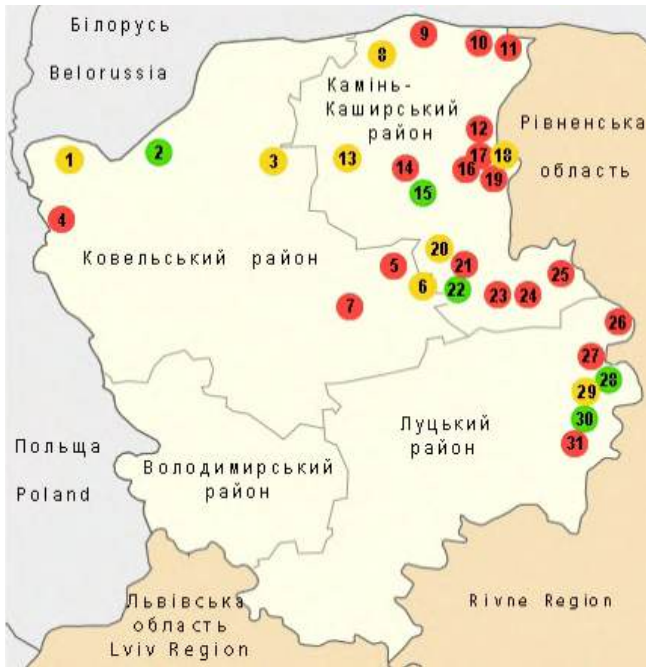 Білорусь
Belorussia
9
10
11
8
Камінь-
Каширський
район
12
Рівненська
область
1
2
3
13
14
17
18
16
19
15
4
Ковельський район
20
5
21
6
22
23
24
25
7
26
27
28
29
30
31
Луцький
район
Польща
Poland
Володимирський
район
Львівська
область
Lviv Region
Rivne Region